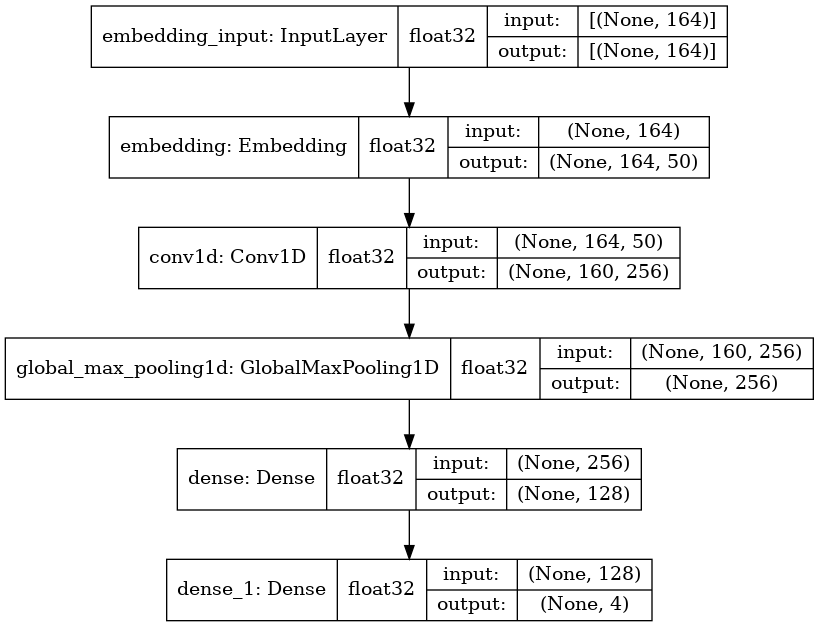 embedding_input: InputLayer float32 input: [(None, 164)]
output: [(None, 164)]
embedding: Embedding float32 input: (None, 164)
output: (None, 164, 50)
conv1d: Conv1D float32 input: (None, 164, 50)
output: (None, 160, 256)
global_max_pooling1d: GlobalMaxPooling1D float32 input: (None, 160, 256)
output: (None, 256)
dense: Dense float32 input: (None, 256)
output: (None, 128)
dense_1: Dense float32 input: (None, 128)
output: (None, 4)